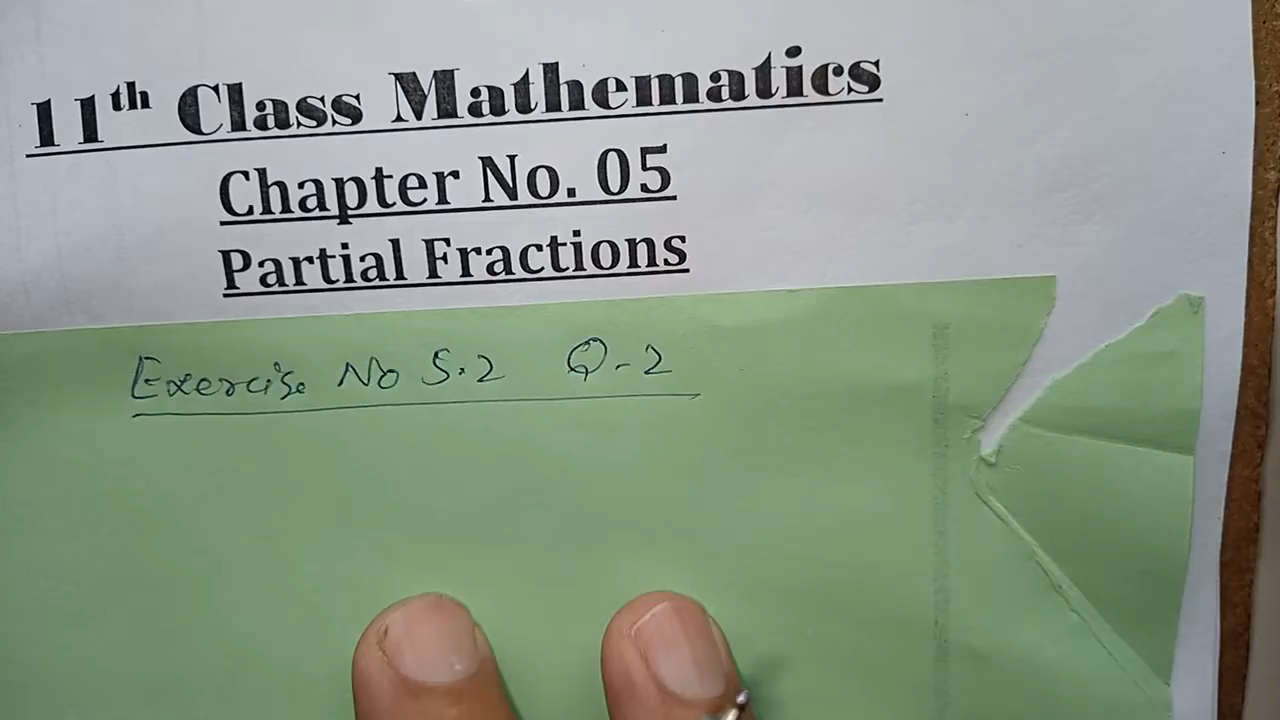 11th Class Mathematics
Chapter No. 05
Partial Fractions
Exercise No 5.2 Q-2